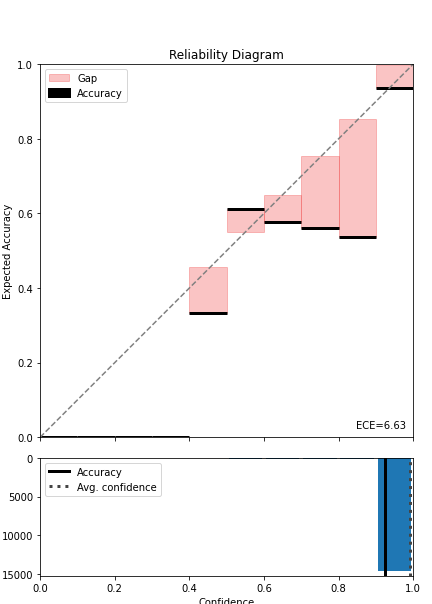 Reliability Diagram
1.0
0.8
0.6
0.4
0.2
0.0
Expected Accuracy
Gap
Accuracy
ECE=6.63
0
5000
10000
15000
Accuracy
Avg. confidence
0.0 0.2 0.4 0.6 0.8 1.0
Confidence